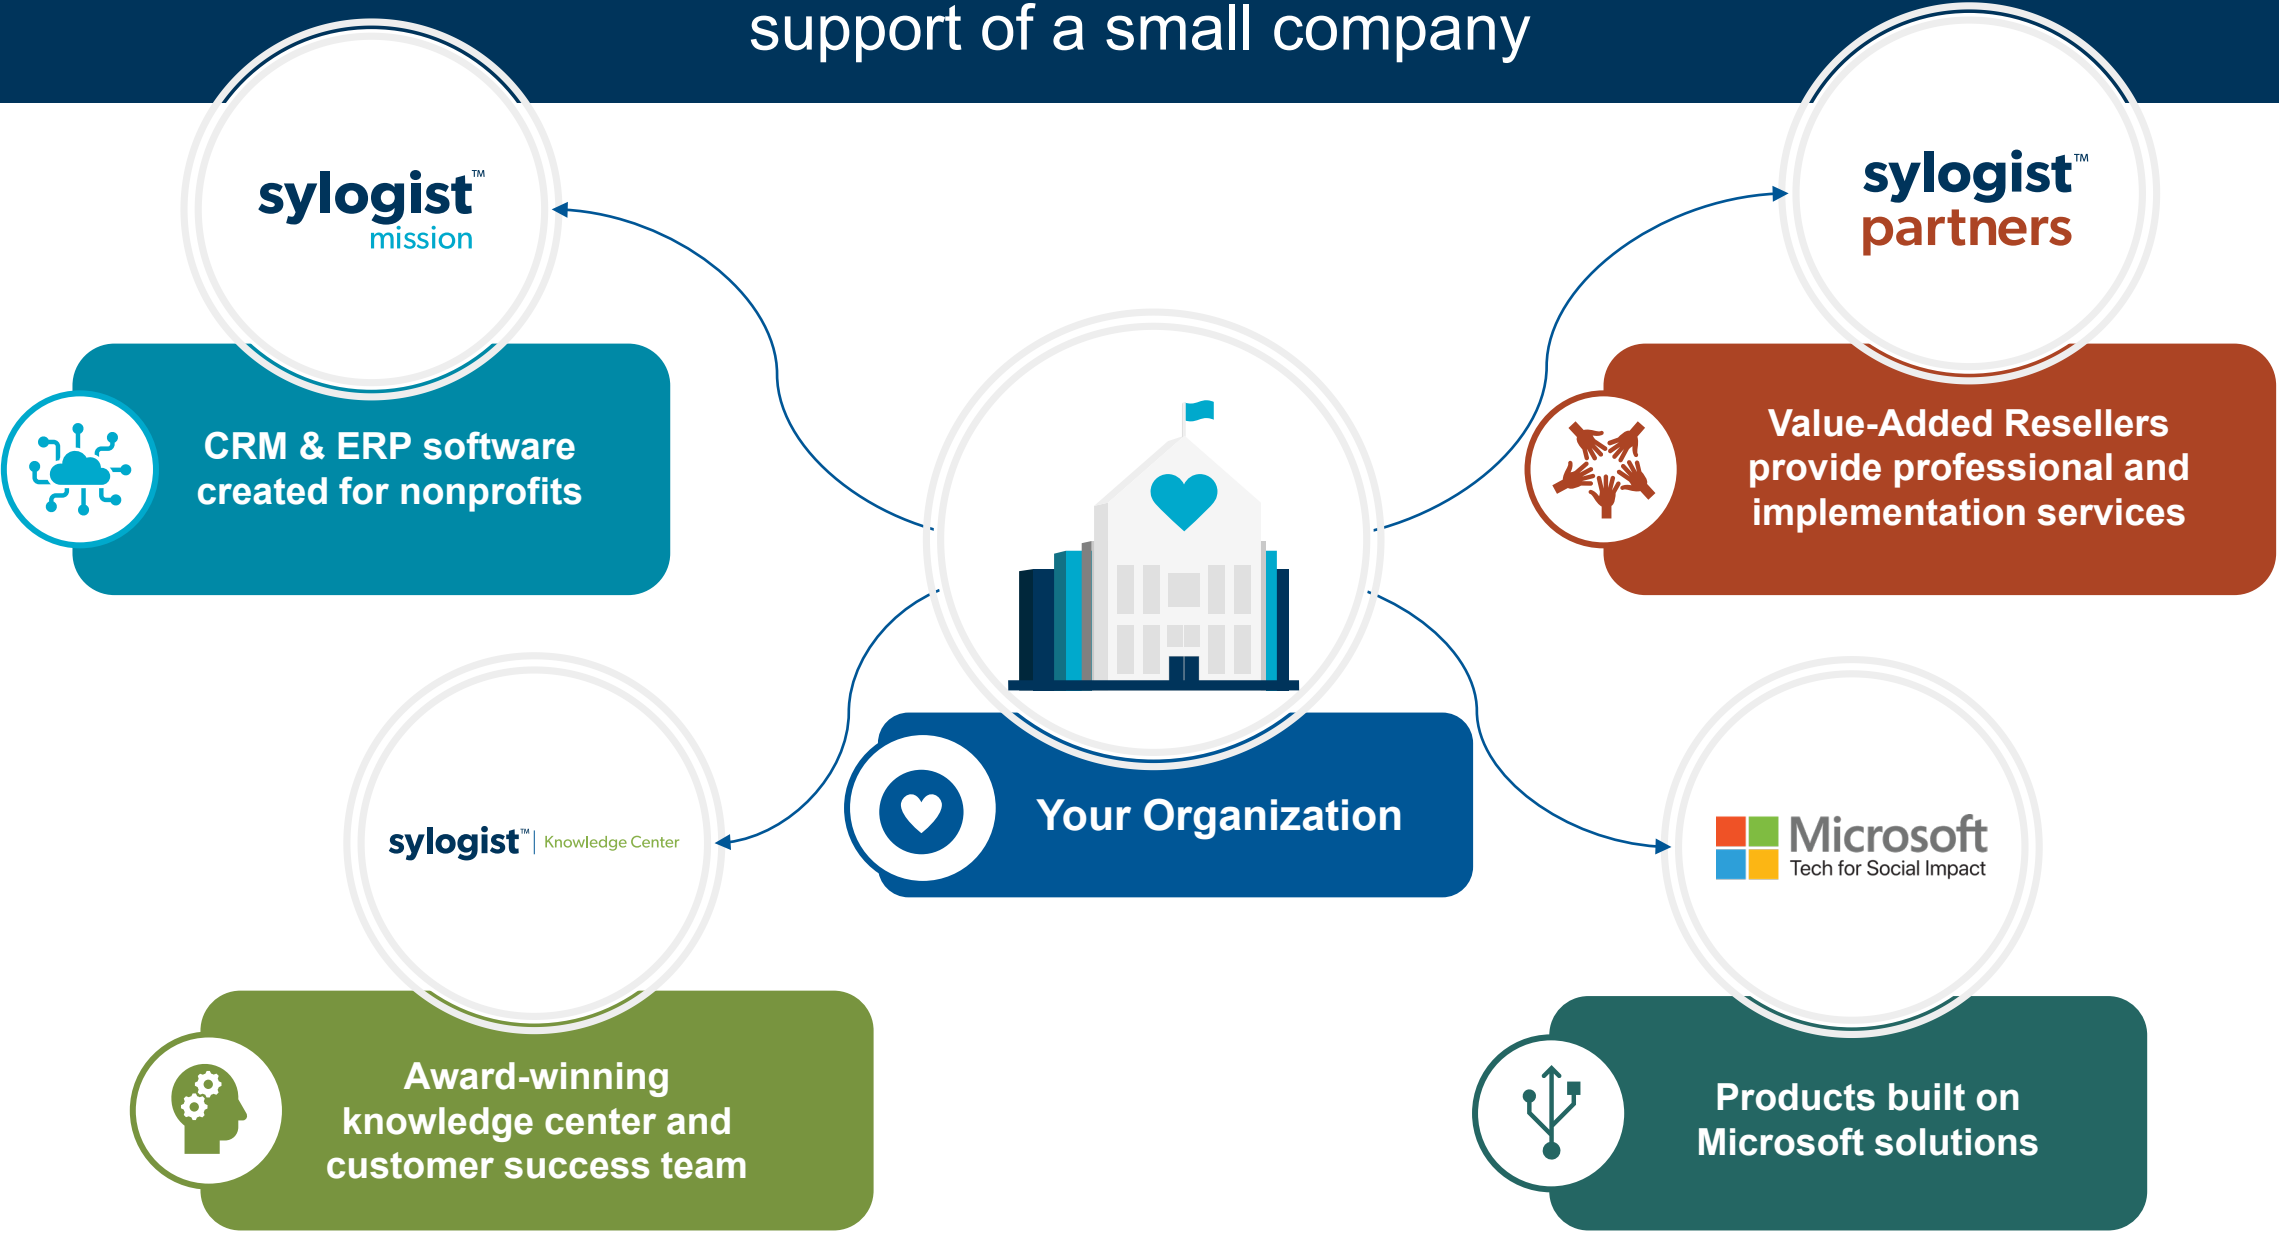 support of a small company
sylogist™
mission
sylogist™
partners
CRM & ERP software
created for nonprofits
Value-Added Resellers
provide professional and
implementation services
Your Organization
sylogist™ | Knowledge Center
Microsoft
Tech for Social Impact
Award-winning
knowledge center and
customer success team
Products built on
Microsoft solutions